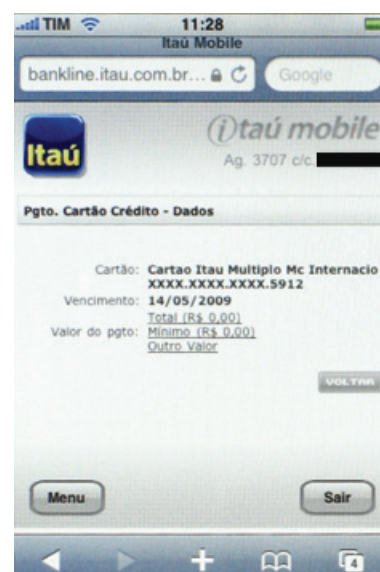 TIM 11:28
Itaú Mobile
bankline.itau.com.br... Google
Itaú
itaú mobile
Ag. 3707 c/c.
Pgto. Cartão Crédito - Dados
Cartão: Cartao Itau Multiplo Mc Internacio
XXXX.XXXX.XXXX.5912
Vencimento: 14/05/2009
Total (R$ 0,00)
Valor do pgto: Mínimo (R$ 0,00)
Outro Valor
VOLTAR
Menu Sair
4